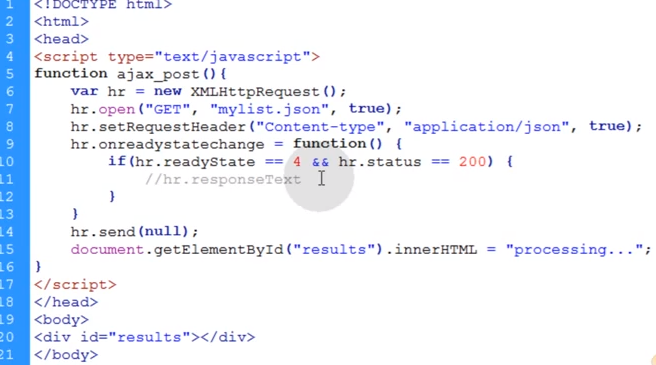 1 <!DOCTYPE html>
2 <html>
3 <head>
4 <script type="text/javascript">
5 function ajax_post(){
6 var hr = new XMLHttpRequest();
7 hr.open("GET", "mylist.json", true);
8 hr.setRequestHeader("Content-type", "application/json", true);
9 hr.onreadystatechange = function() {
10 if(hr.readyState == 4 && hr.status == 200) {
11 //hr.responseText
12 }
13 }
14 hr.send(null);
15 document.getElementById("results").innerHTML = "processing...";
16 }
17 </script>
18 </head>
19 <body>
20 <div id="results"></div>
21 </body>